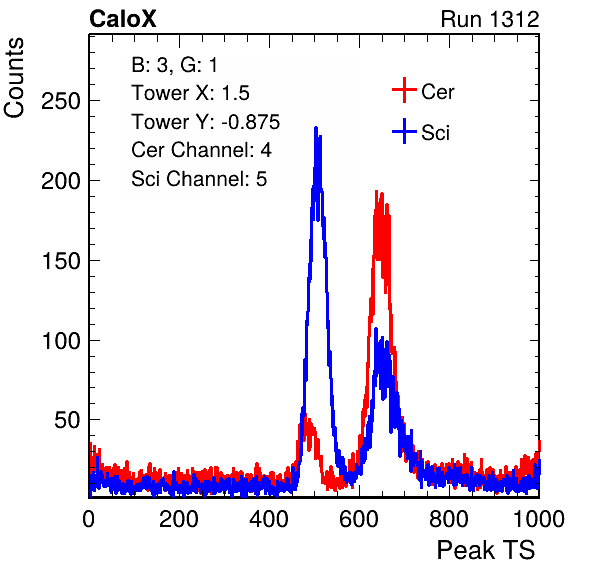 CaloX Run 1312
B: 3, G: 1
Tower X: 1.5
Tower Y: -0.875
Cer Channel: 4
Sci Channel: 5
Cer
Sci
Counts
250
200
150
100
50
0 200 400 600 800 1000
Peak TS